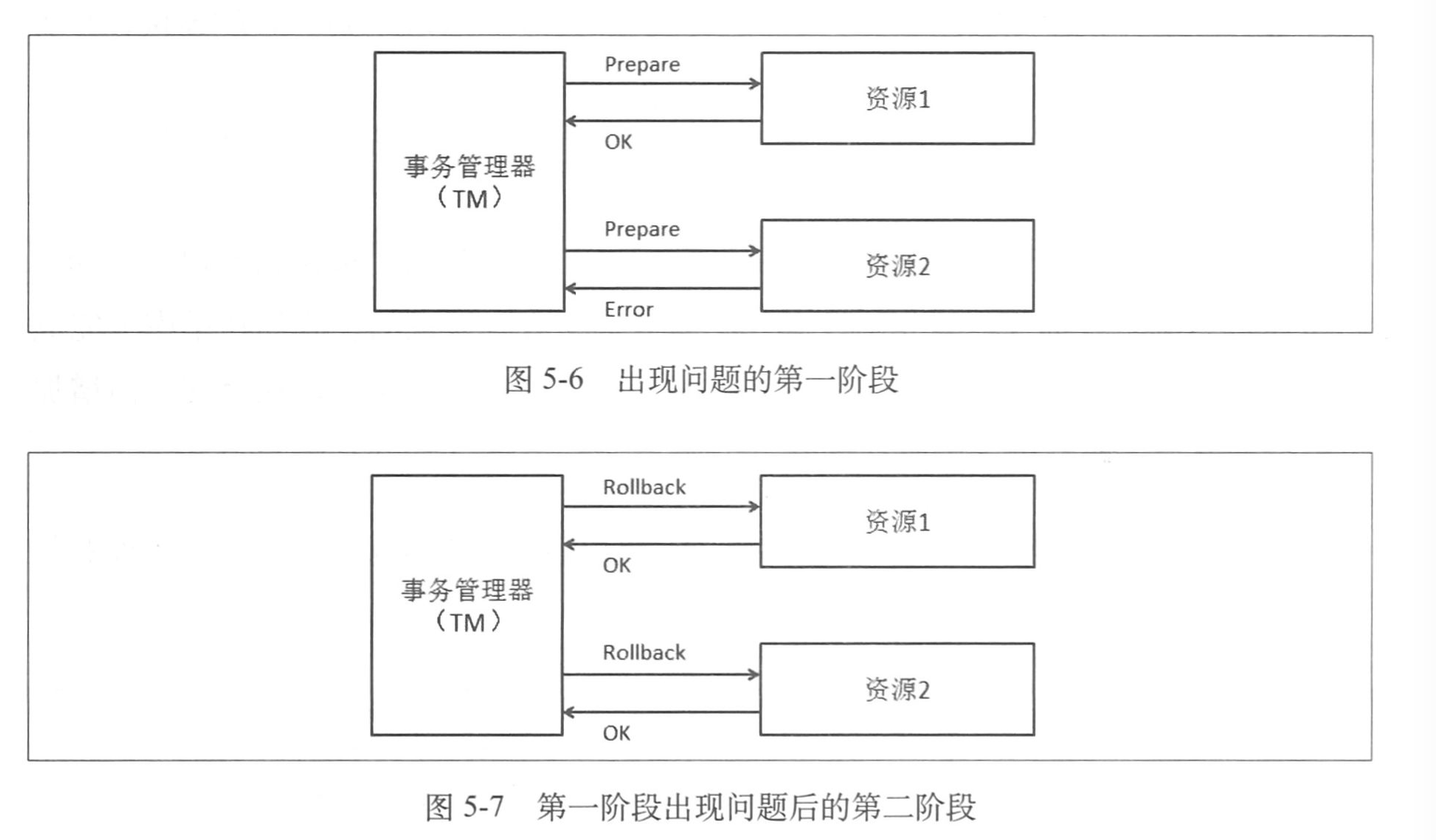 Prepare
资源1
OK
事务管理器
（TM）
Prepare
资源2
Error
图 5-6 出现问题的第一阶段
Rollback
资源1
OK
事务管理器
（TM）
Rollback
资源2
OK
图 5-7 第一阶段出现问题后的第二阶段